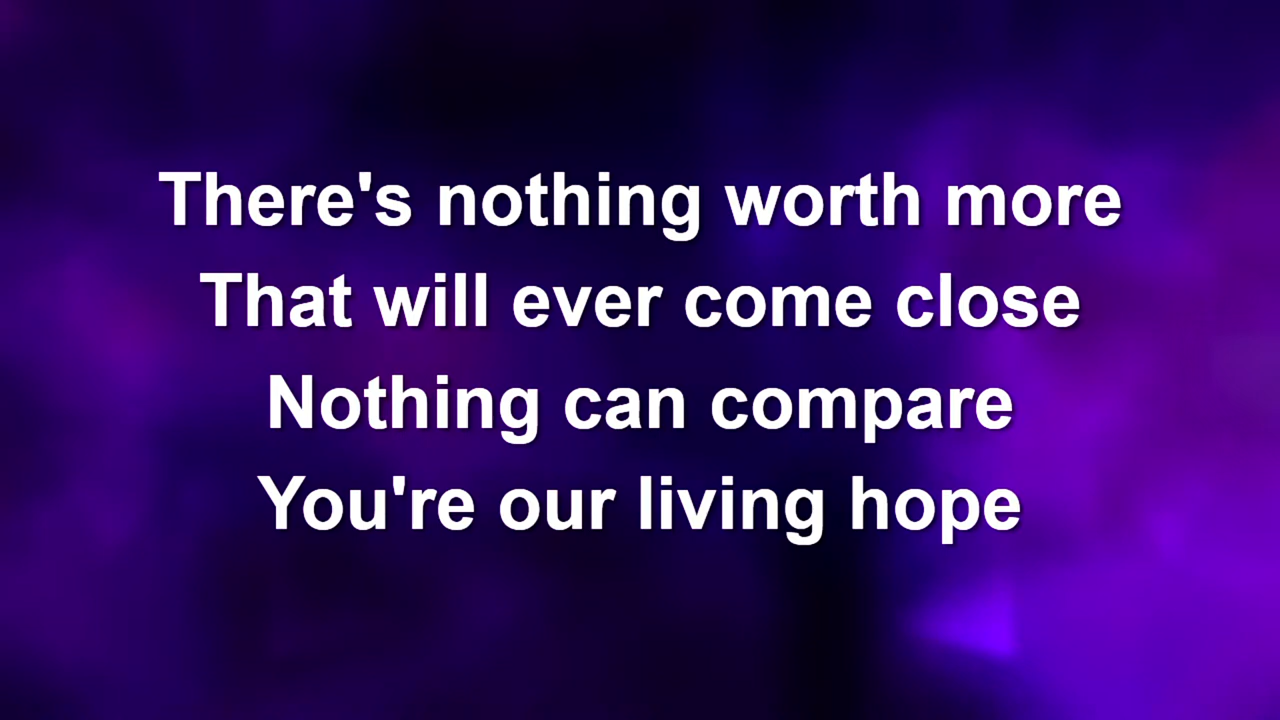 There's nothing worth more
That will ever come close
Nothing can compare
You're our living hope